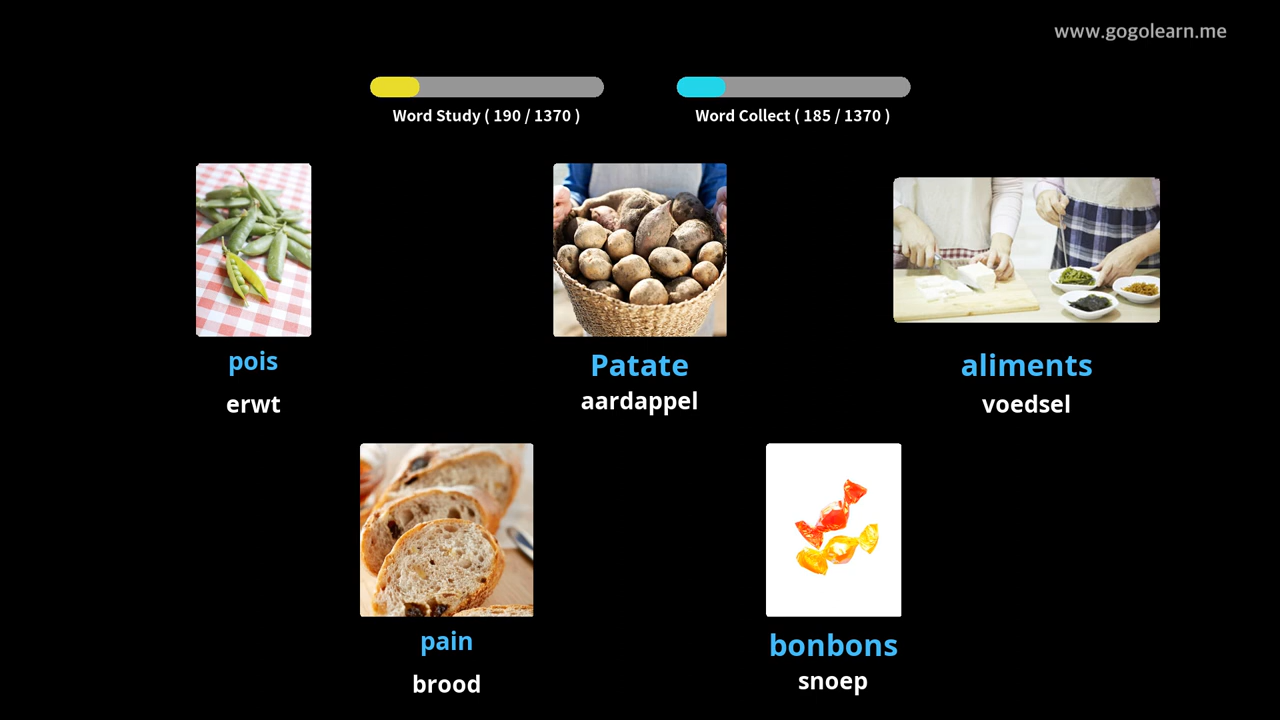 www.gogolearn.me
Word Study ( 190 / 1370 )
Word Collect ( 185 / 1370 )
pois
erwt
Patate
aardappel
aliments
voedsel
pain
brood
bonbons
snoep